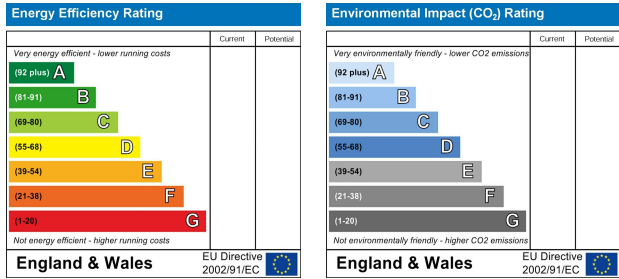 Energy Efficiency Rating
Current Potential
Very energy efficient - lower running costs
(92 plus) A
(81-91) B
(69-80) C
(55-68) D
(39-54) E
(21-38) F
(1-20) G
Not energy efficient - higher running costs
England & Wales
EU Directive
2002/91/EC
Environmental Impact (CO₂) Rating
Current Potential
Very environmentally friendly - lower CO2 emissions
(92 plus) A
(81-91) B
(69-80) C
(55-68) D
(39-54) E
(21-38) F
(1-20) G
Not environmentally friendly - higher CO2 emissions
England & Wales
EU Directive
2002/91/EC